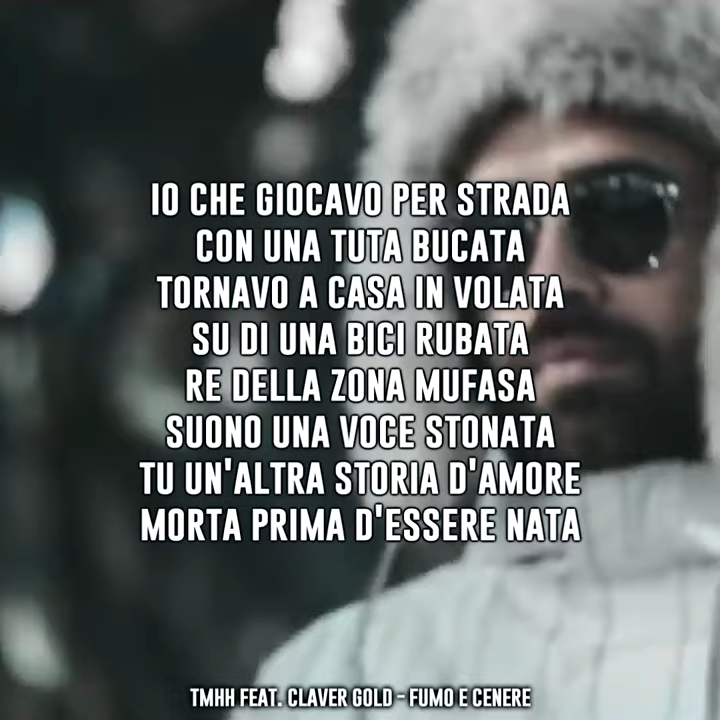 IO CHE GIOCAVO PER STRADA
CON UNA TUTA BUCATA
TORNAVO A CASA IN VOLATA
SU DI UNA BICI RUBATA
RE DELLA ZONA MUFASA
SUONO UNA VOCE STONATA
TU UN'ALTRA STORIA D'AMORE
MORTA PRIMA D'ESSERE NATA
TMHH FEAT. CLAVER GOLD - FUMO E CENERE